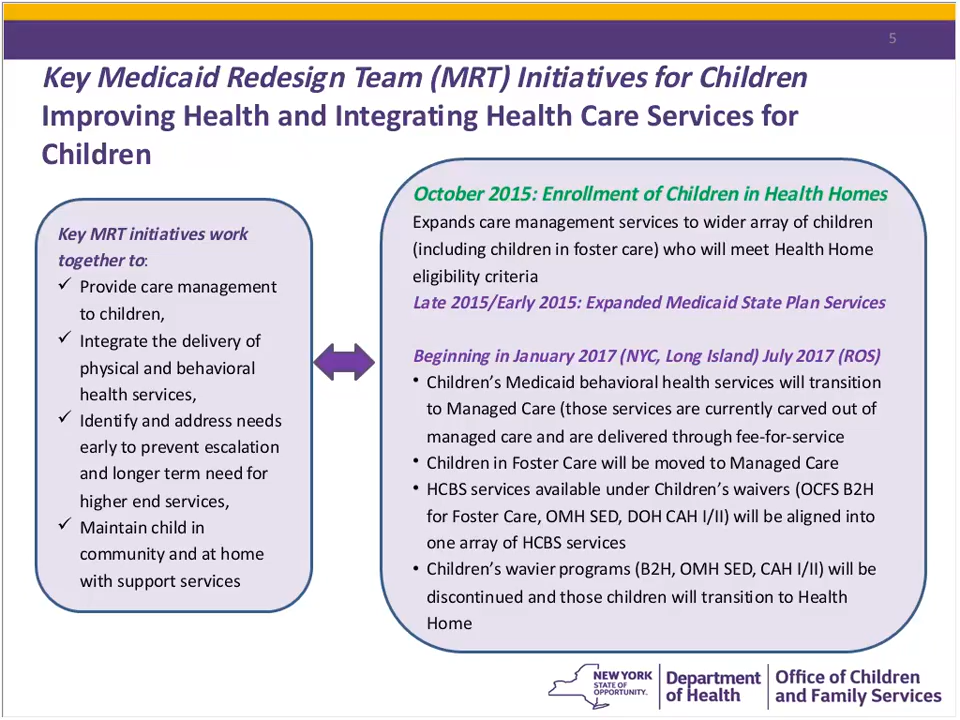 5
Key Medicaid Redesign Team (MRT) Initiatives for Children
Improving Health and Integrating Health Care Services for
Children
Key MRT initiatives work
together to:
✓ Provide care management
to children,
✓ Integrate the delivery of
physical and behavioral
health services,
✓ Identify and address needs
early to prevent escalation
and longer term need for
higher end services,
✓ Maintain child in
community and at home
with support services
October 2015: Enrollment of Children in Health Homes
Expands care management services to wider array of children
(including children in foster care) who will meet Health Home
eligibility criteria
Late 2015/Early 2015: Expanded Medicaid State Plan Services
Beginning in January 2017 (NYC, Long Island) July 2017 (ROS)
• Children's Medicaid behavioral health services will transition
to Managed Care (those services are currently carved out of
managed care and are delivered through fee-for-service
• Children in Foster Care will be moved to Managed Care
• HCBS services available under Children's waivers (OCFS B2H
for Foster Care, OMH SED, DOH CAH I/II) will be aligned into
one array of HCBS services
• Children's wavier programs (B2H, OMH SED, CAH I/II) will be
discontinued and those children will transition to Health
Home
NEW YORK
STATE OF
OPPORTUNITY.
Department
of Health
Office of Children
and Family Services